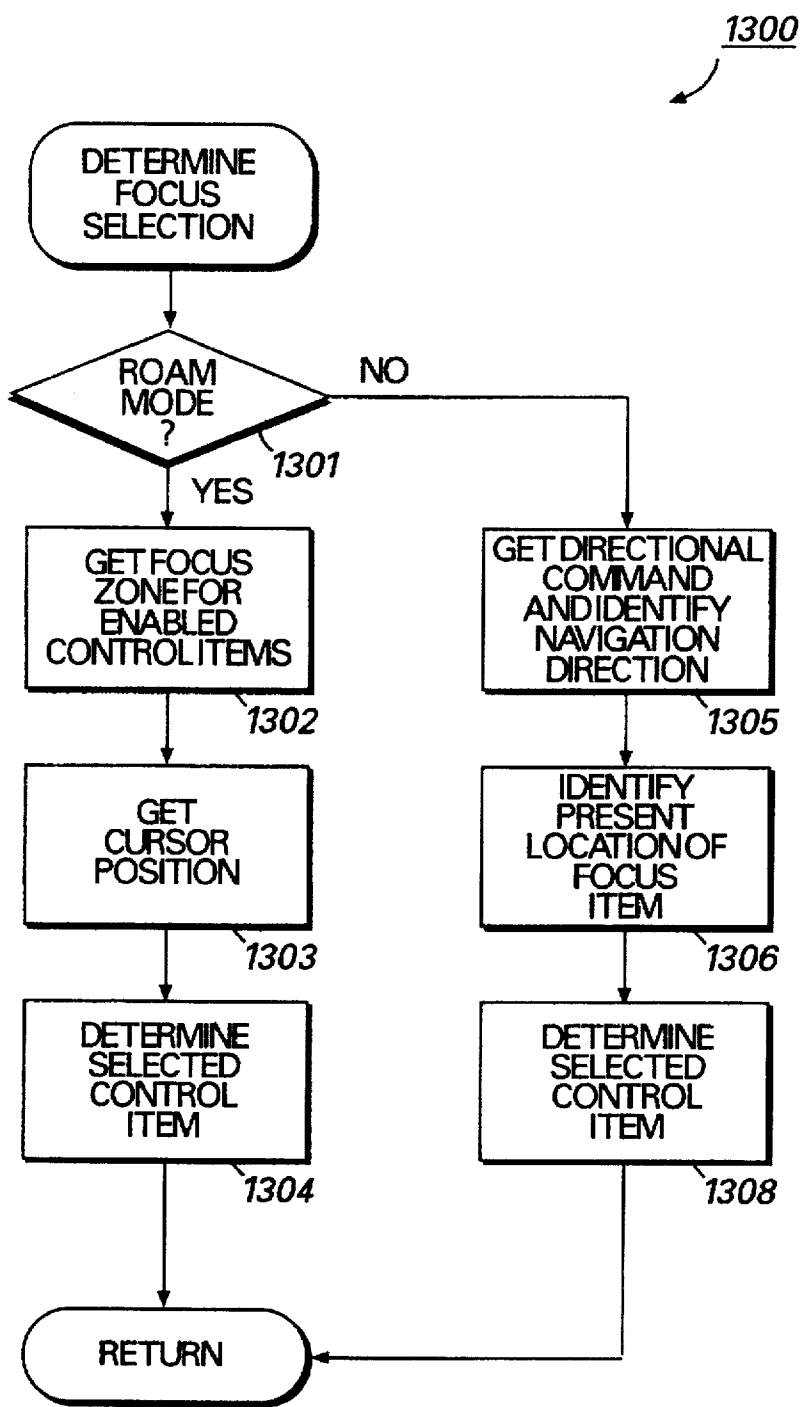 1300
DETERMINE
FOCUS
SELECTION
ROAM
MODE
?
1301
NO
YES
GET FOCUS
ZONE FOR
ENABLED
CONTROL ITEMS
1302
GET
CURSOR
POSITION
1303
DETERMINE
SELECTED
CONTROL
ITEM
1304
GET DIRECTIONAL
COMMAND
AND IDENTIFY
NAVIGATION
DIRECTION
1305
IDENTIFY
PRESENT
LOCATION OF
FOCUS
ITEM
1306
DETERMINE
SELECTED
CONTROL
ITEM
1308
RETURN